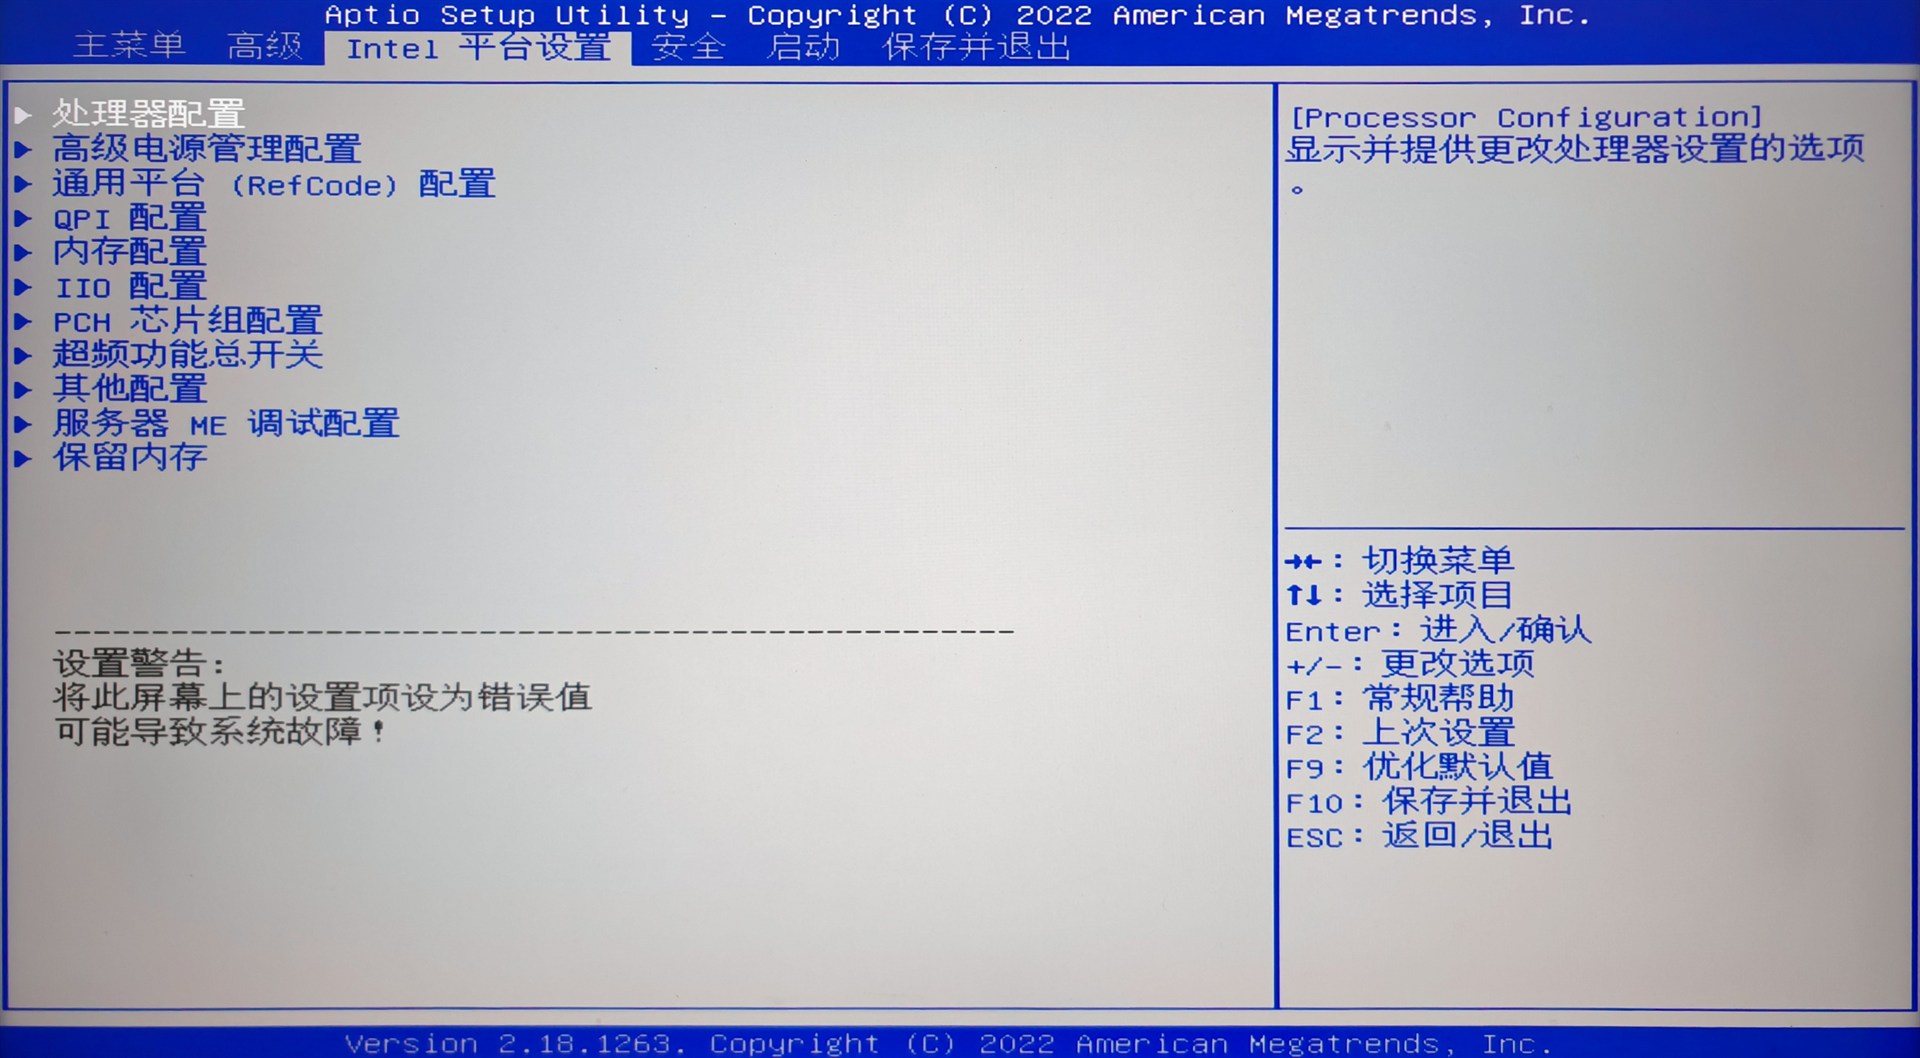 Aptio Setup Utility – Copyright (C) 2022 American Megatrends, Inc.
主菜单 高级 Intel 平台设置 安全 启动 保存并退出
处理器配置
高级电源管理配置
通用平台 (RefCode) 配置
QPI 配置
内存配置
IIO 配置
PCH 芯片组配置
超频功能总开关
其他配置
服务器 ME 调试配置
保留内存
--------------------------------------------------
设置警告:
将此屏幕上的设置项设为错误值
可能导致系统故障!
[Processor Configuration]
显示并提供更改处理器设置的选项
。
→←: 切换菜单
↑↓: 选择项目
Enter: 进入/确认
+/-: 更改选项
F1: 常规帮助
F2: 上次设置
F9: 优化默认值
F10: 保存并退出
ESC: 返回/退出
Version 2.18.1263. Copyright (C) 2022 American Megatrends, Inc.